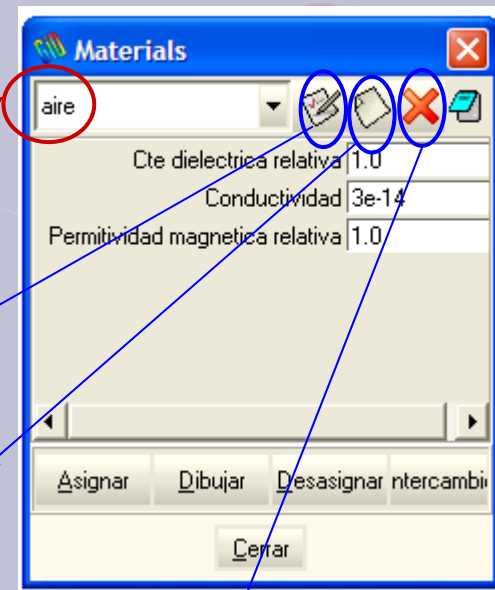 GiD Materials
aire
Cte dielectrica relativa 1.0
Conductividad 3e-14
Permitividad magnetica relativa 1.0
Asignar Dibujar Desasignar ntercambi
Cerrar